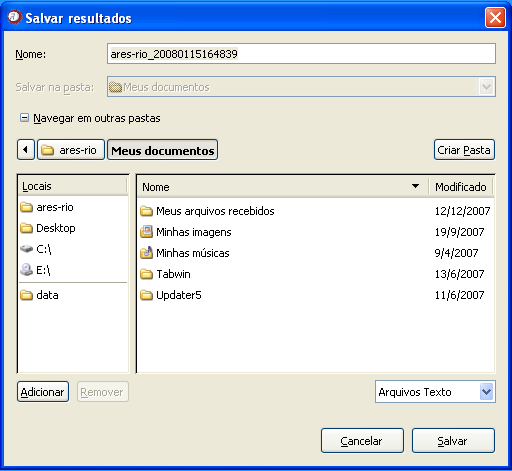 Salvar resultados
Nome: ares-rio_20080115164839
Salvar na pasta: Meus documentos
Navegar em outras pastas
ares-rio Meus documentos Criar Pasta
Locais Nome Modificado
ares-rio Meus arquivos recebidos 12/12/2007
Desktop Minhas imagens 19/9/2007
C:\ Minhas músicas 9/4/2007
E:\ Tabwin 13/6/2007
data Updater5 11/6/2007
Adicionar Remover Arquivos Texto
Cancelar Salvar